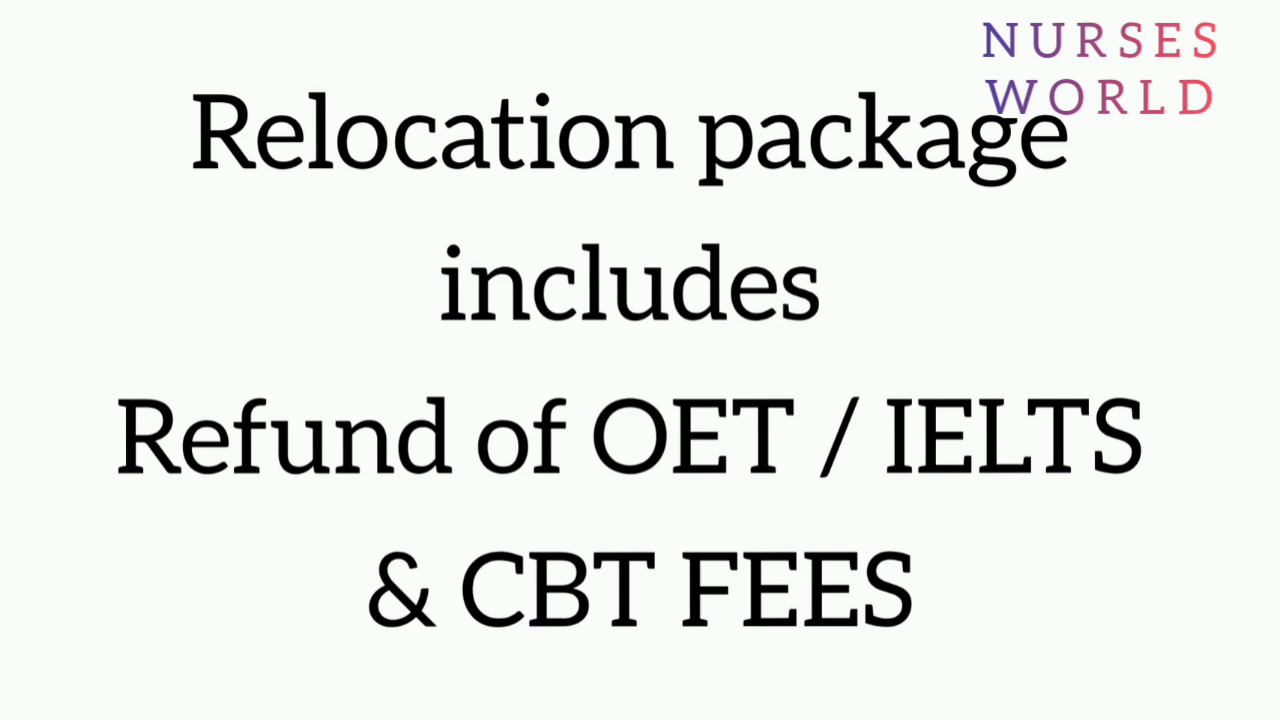 NURSES
WORLD
Relocation package
includes
Refund of OET / IELTS
& CBT FEES